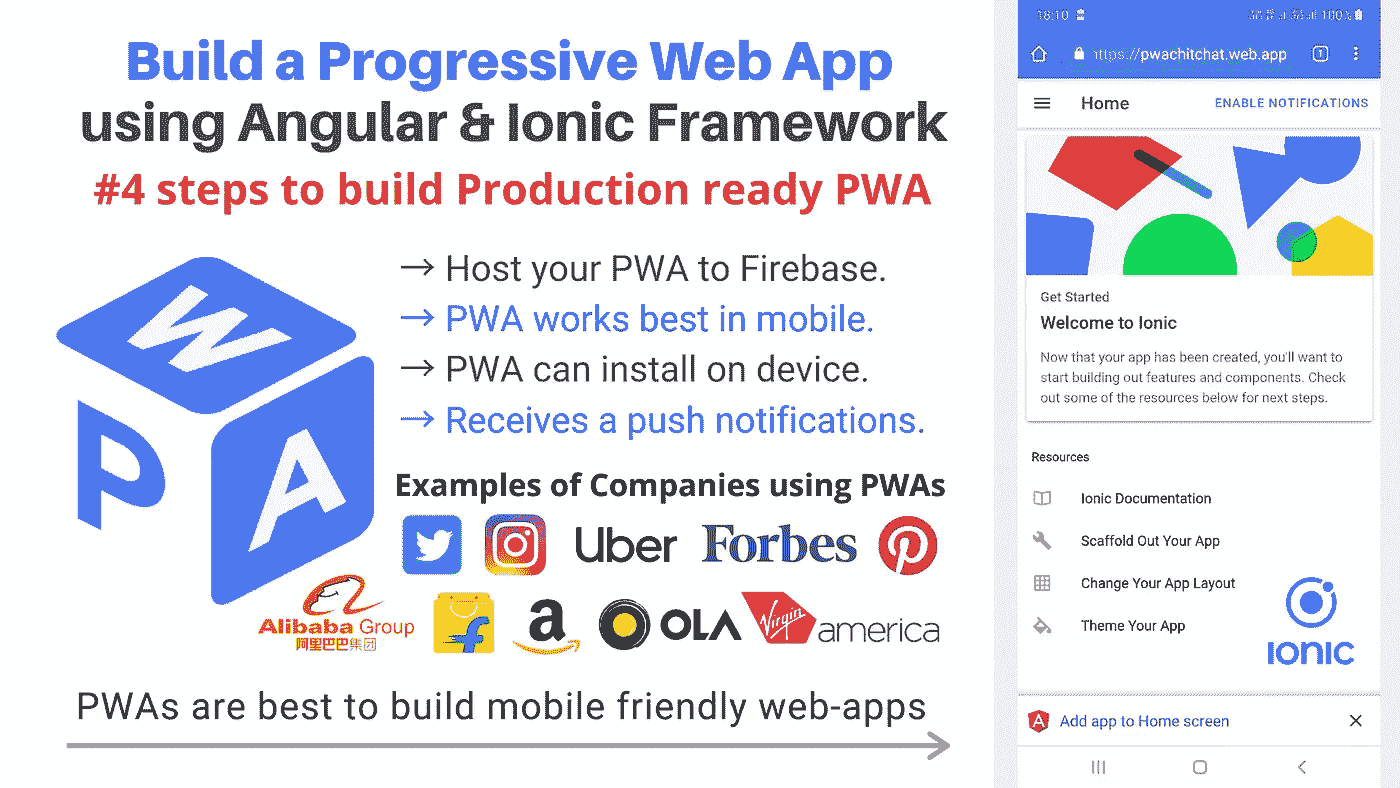 Build a Progressive Web App
using Angular & Ionic Framework
#4 steps to build Production ready PWA
W
P
A
→ Host your PWA to Firebase.
→ PWA works best in mobile.
→ PWA can install on device.
→ Receives a push notifications.
Examples of Companies using PWAs
Uber
Forbes
Alibaba Group
阿里巴巴集团
f
a
OLA
Virgin
america
PWAs are best to build mobile friendly web-apps
18:10
100%
https://pwachitchat.web.app
1
Home
ENABLE NOTIFICATIONS
Get Started
Welcome to Ionic
Now that your app has been created, you'll want to
start building out features and components. Check
out some of the resources below for next steps.
Resources
Ionic Documentation
Scaffold Out Your App
Change Your App Layout
Theme Your App
IONIC
A
Add app to Home screen